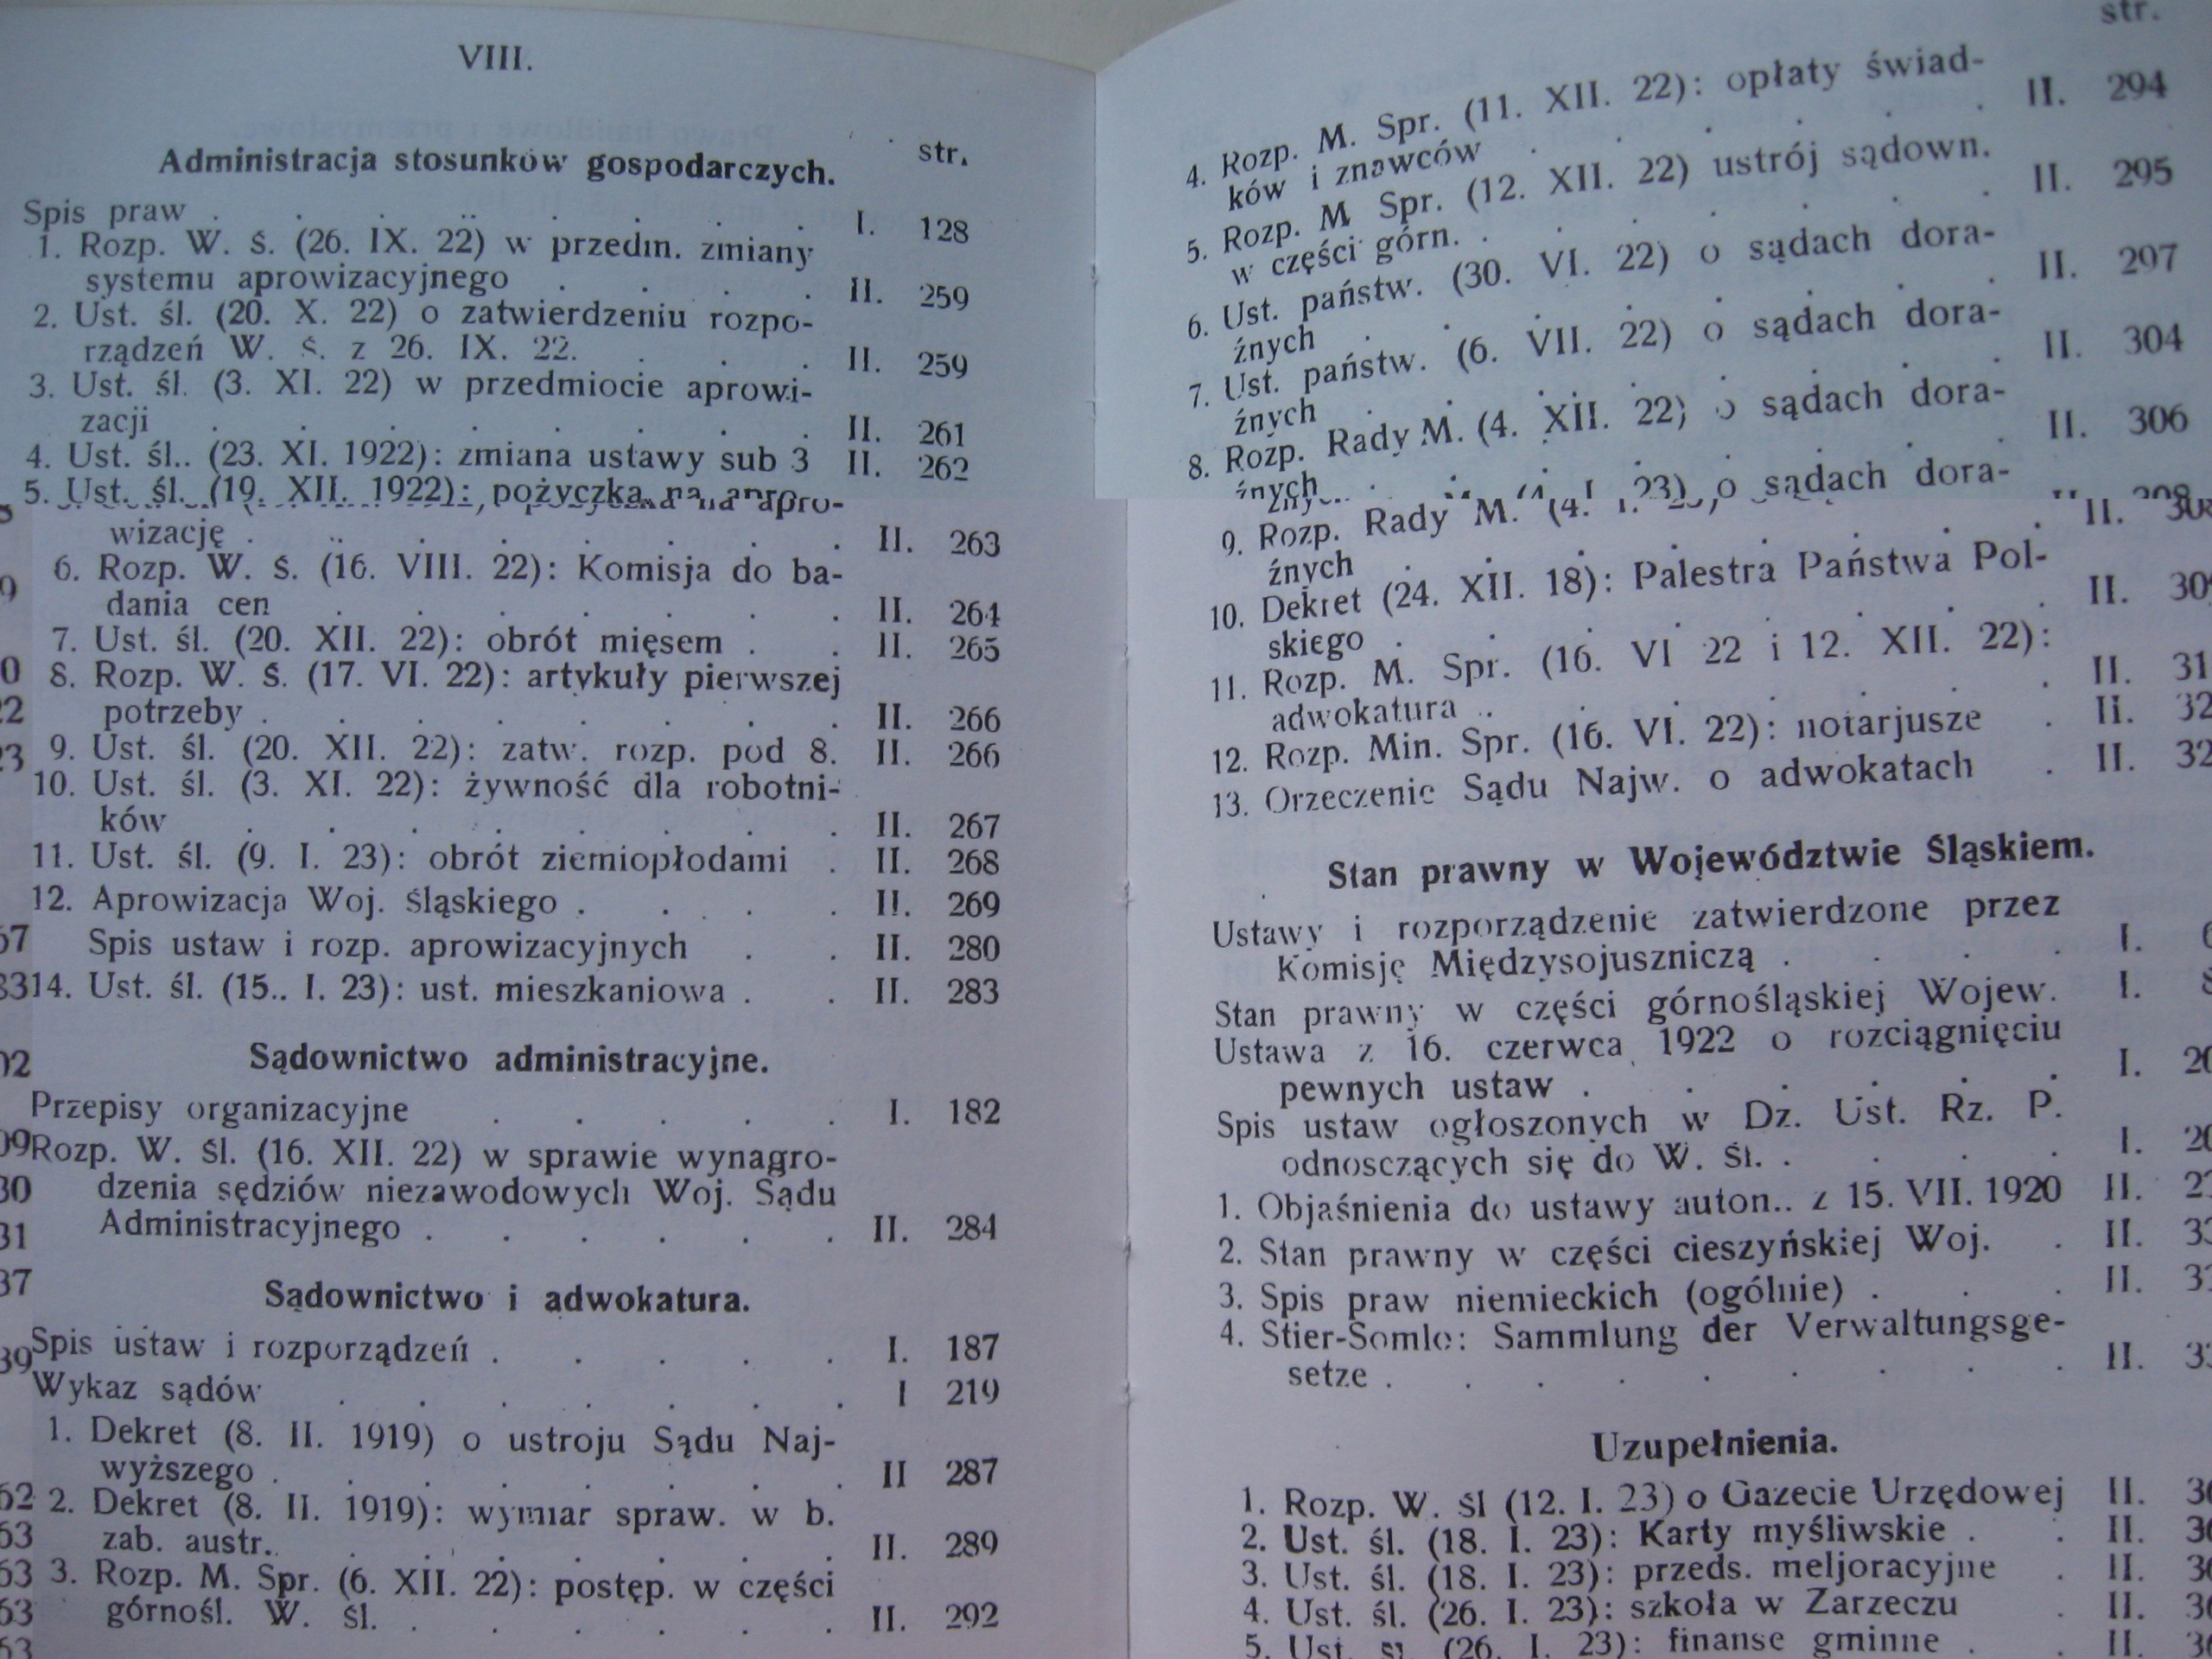 VIII.
str.
Administracja stosunków gospodarczych.
Spis praw . . . . . . . . I. 128
1. Rozp. W. Ś. (26. IX. 22) w przedm. zmiany
systemu aprowizacyjnego . . . . II. 259
2. Ust. śl. (20. X. 22) o zatwierdzeniu rozpo-
rządzeń W. Ś. z 26. IX. 22. . . . II. 259
3. Ust. śl. (3. XI. 22) w przedmiocie aprowi-
zacji . . . . . . . . II. 261
4. Ust. śl.. (23. XI. 1922): zmiana ustawy sub 3 II. 262
5. Ust. śl. (19. XII. 1922): pożyczka na apro-
wizację . . . . . . . II. 263
6. Rozp. W. Ś. (16. VIII. 22): Komisja do ba-
dania cen . . . . . . . II. 264
7. Ust. śl. (20. XII. 22): obrót mięsem . . II. 265
8. Rozp. W. Ś. (17. VI. 22): artykuły pierwszej
potrzeby . . . . . . . . II. 266
9. Ust. śl. (20. XII. 22): zatw. rozp. pod 8. II. 266
10. Ust. śl. (3. XI. 22): żywność dla robotni-
ków . . . . . . . . II. 267
11. Ust. śl. (9. I. 23): obrót ziemiopłodami . II. 268
12. Aprowizacja Woj. Śląskiego . . . . II. 269
Spis ustaw i rozp. aprowizacyjnych . . II. 280
14. Ust. śl. (15.. I. 23): ust. mieszkaniowa . . II. 283
Sądownictwo administracyjne.
Przepisy organizacyjne . . . . . I. 182
Rozp. W. Śl. (16. XII. 22) w sprawie wynagro-
dzenia sędziów niezawodowych Woj. Sądu
Administracyjnego . . . . . . II. 284
Sądownictwo i adwokatura.
Spis ustaw i rozporządzeń . . . . . I. 187
Wykaz sądów . . . . . . . I 219
1. Dekret (8. II. 1919) o ustroju Sądu Naj-
wyższego . . . . . . . . II 287
2. Dekret (8. II. 1919): wymiar spraw. w b.
zab. austr.. . . . . . . . II. 289
3. Rozp. M. Spr. (6. XII. 22): postęp. w części
górnośl. W. Śl. . . . . . . II. 292
str.
4. Rozp. M. Spr. (11. XII. 22): opłaty świad-
ków i znawców . . . . . . II. 294
5. Rozp. M Spr. (12. XII. 22) ustrój sądown.
w części górn. . . . . . . II. 295
6. Ust. państw. (30. VI. 22) o sądach dora-
źnych . . . . . . . II. 297
7. Ust. państw. (6. VII. 22) o sądach dora-
źnych . . . . . . . II. 304
8. Rozp. Rady M. (4. XII. 22) o sądach dora-
źnych . . . . . . . II. 306
9. Rozp. Rady M. (4. I. 23) o sądach dora-
źnych . . . . . . . II. 308
10. Dekret (24. XII. 18): Palestra Państwa Pol-
skiego . . . . . . . II. 30
11. Rozp. M. Spr. (16. VI 22 i 12. XII. 22):
adwokatura . . . . . . . II. 31
12. Rozp. Min. Spr. (16. VI. 22): notarjusze . II. 32
13. Orzeczenie Sądu Najw. o adwokatach . II. 32
Stan prawny w Województwie Śląskiem.
Ustawy i rozporządzenie zatwierdzone przez
Komisję Międzysojuszniczą . . . . I.
Stan prawny w części górnośląskiej Wojew. I.
Ustawa z 16. czerwca 1922 o rozciągnięciu
pewnych ustaw . . . . . . I. 20
Spis ustaw ogłoszonych w Dz. Ust. Rz. P.
odnosczących się do W. Śl. . . . . I. 20
1. Objaśnienia do ustawy auton.. z 15. VII. 1920 II. 2
2. Stan prawny w części cieszyńskiej Woj. . II. 3
3. Spis praw niemieckich (ogólnie) . . . II. 3
4. Stier-Somlo: Sammlung der Verwaltungsge-
setze . . . . . . . . . II. 3
Uzupełnienia.
1. Rozp. W. Śl (12. I. 23) o Gazecie Urzędowej II. 3
2. Ust. śl. (18. I. 23): Karty myśliwskie . . II. 3
3. Ust. śl. (18. I. 23): przeds. meljoracyjne . II. 3
4. Ust. śl. (26. I. 23): szkoła w Zarzeczu . II. 3
5. Ust. śl (26. I. 23): finanse gminne . . II. 3